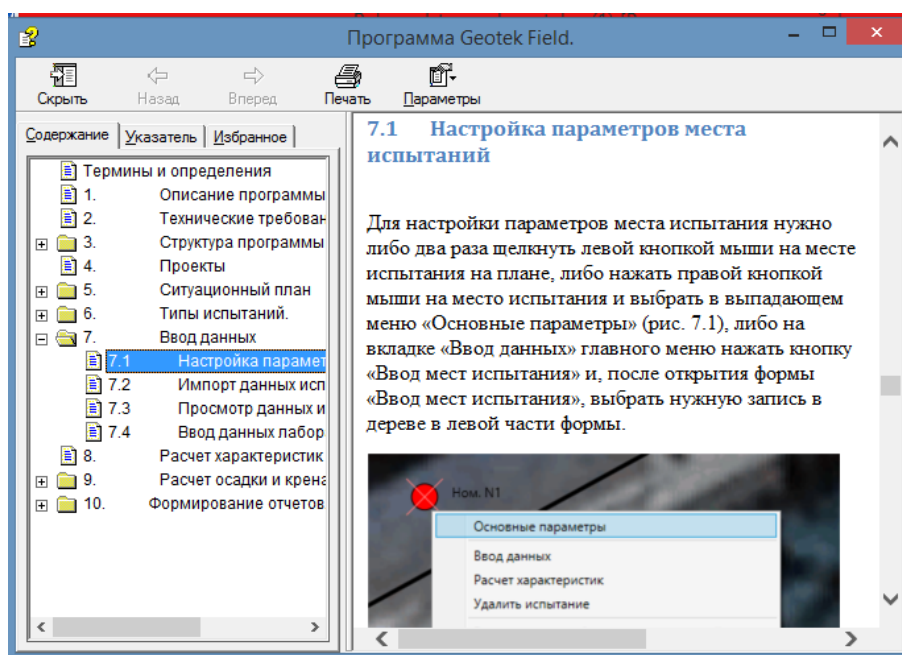 Программа Geotek Field.
Скрыть Назад Вперед Печать Параметры
Содержание Указатель Избранное
Термины и определения
1. Описание программы
2. Технические требован
3. Структура программы
4. Проекты
5. Ситуационный план
6. Типы испытаний.
7. Ввод данных
7.1 Настройка парамет
7.2 Импорт данных исп
7.3 Просмотр данных и
7.4 Ввод данных лабор
8. Расчет характеристик
9. Расчет осадки и крена
10. Формирование отчетов
7.1 Настройка параметров места
испытаний
Для настройки параметров места испытания нужно
либо два раза щелкнуть левой кнопкой мыши на месте
испытания на плане, либо нажать правой кнопкой
мыши на место испытания и выбрать в выпадающем
меню «Основные параметры» (рис. 7.1), либо на
вкладке «Ввод данных» главного меню нажать кнопку
«Ввод мест испытания» и, после открытия формы
«Ввод мест испытания», выбрать нужную запись в
дереве в левой части формы.
Ном. N1
Основные параметры
Ввод данных
Расчет характеристик
Удалить испытание